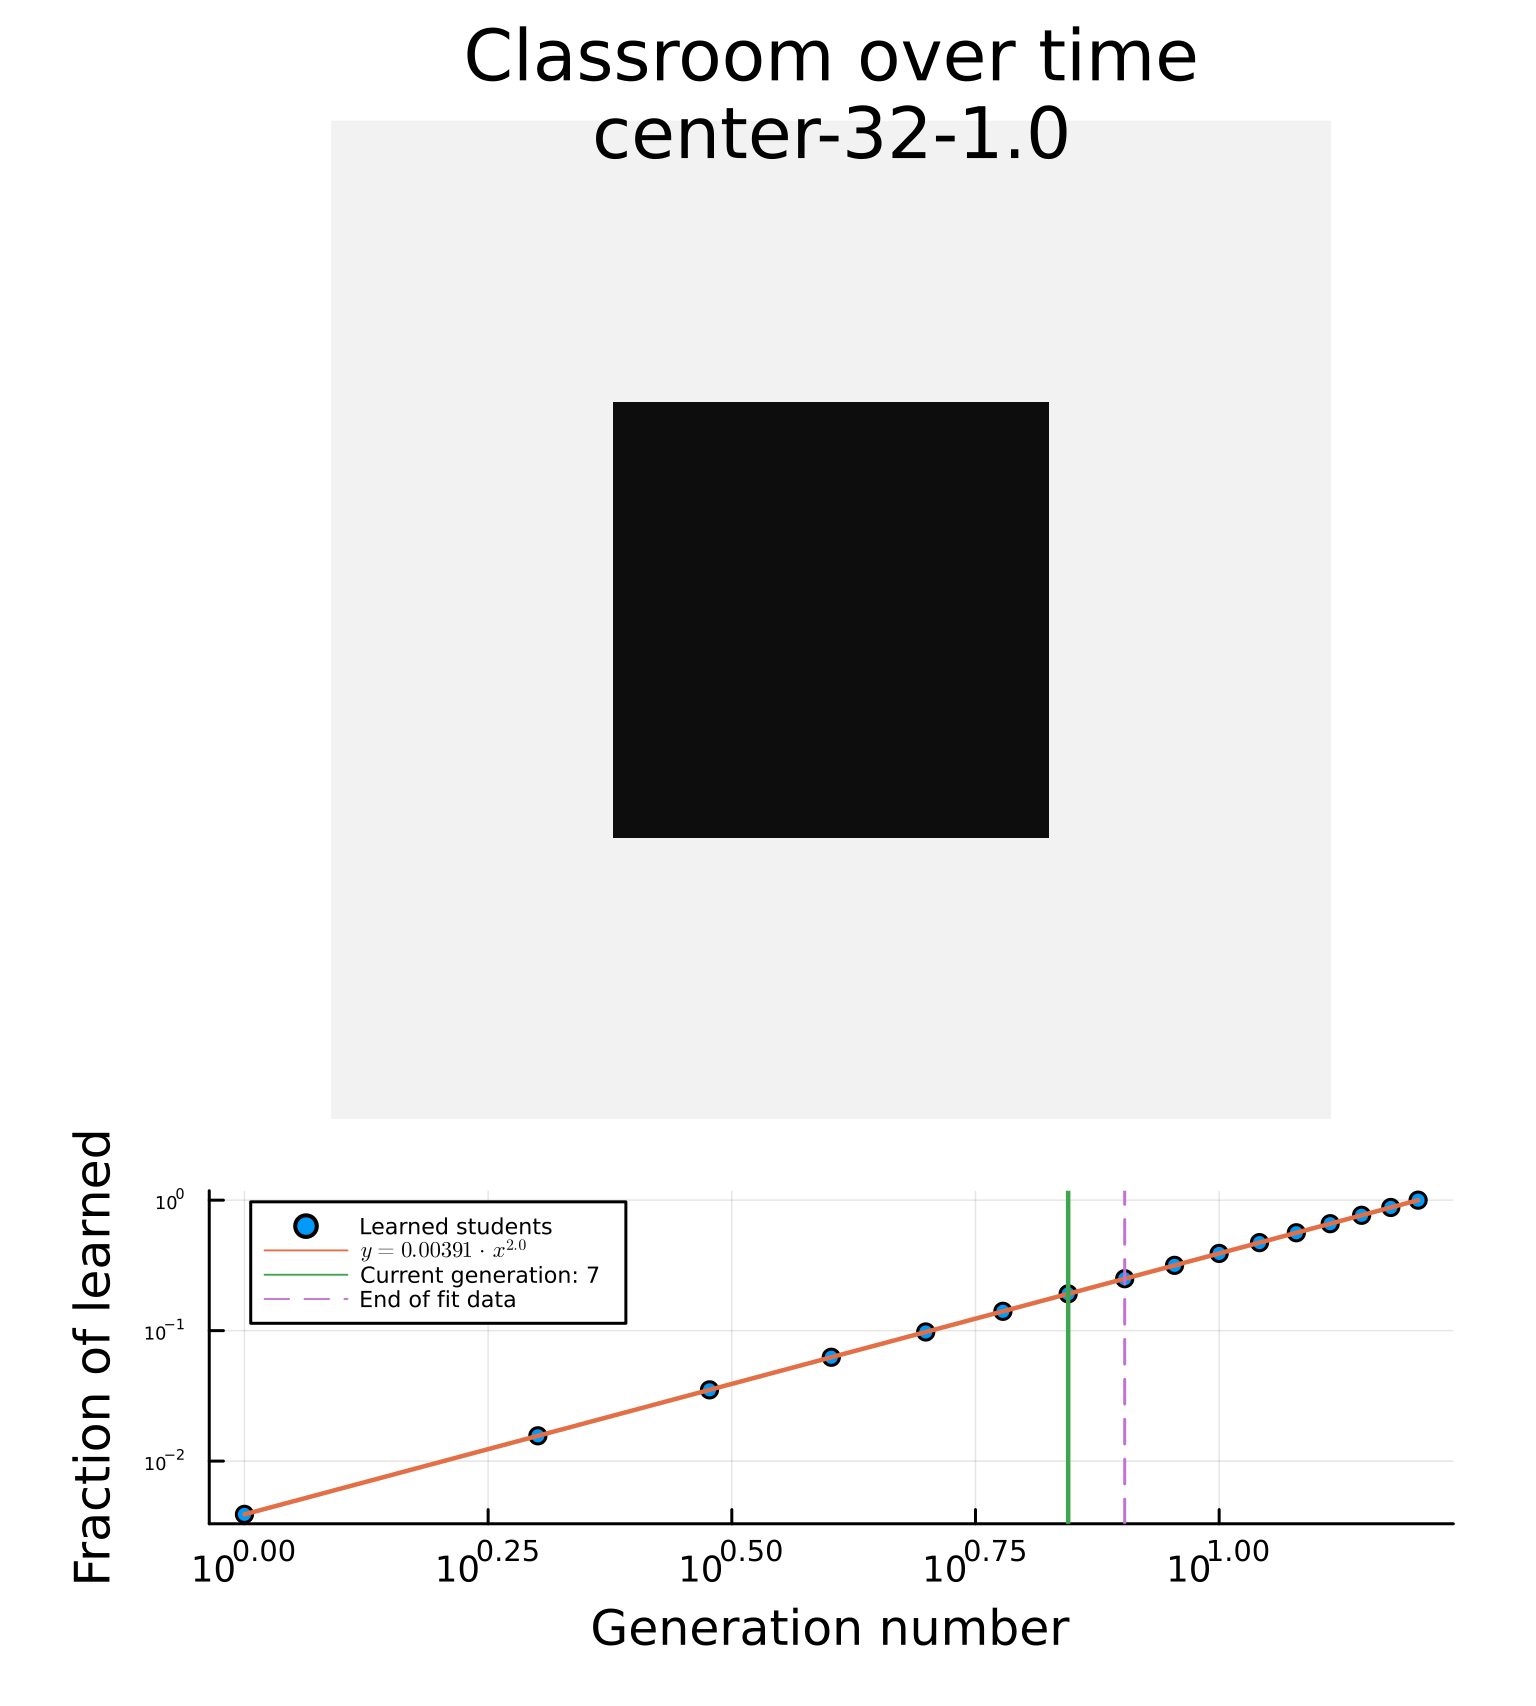 Classroom over time
center-32-1.0
Fraction of learned
10^0
10^−1
10^−2
Learned students
y = 0.00391 · x^2.0
Current generation: 7
End of fit data
10^0.00 10^0.25 10^0.50 10^0.75 10^1.00
Generation number